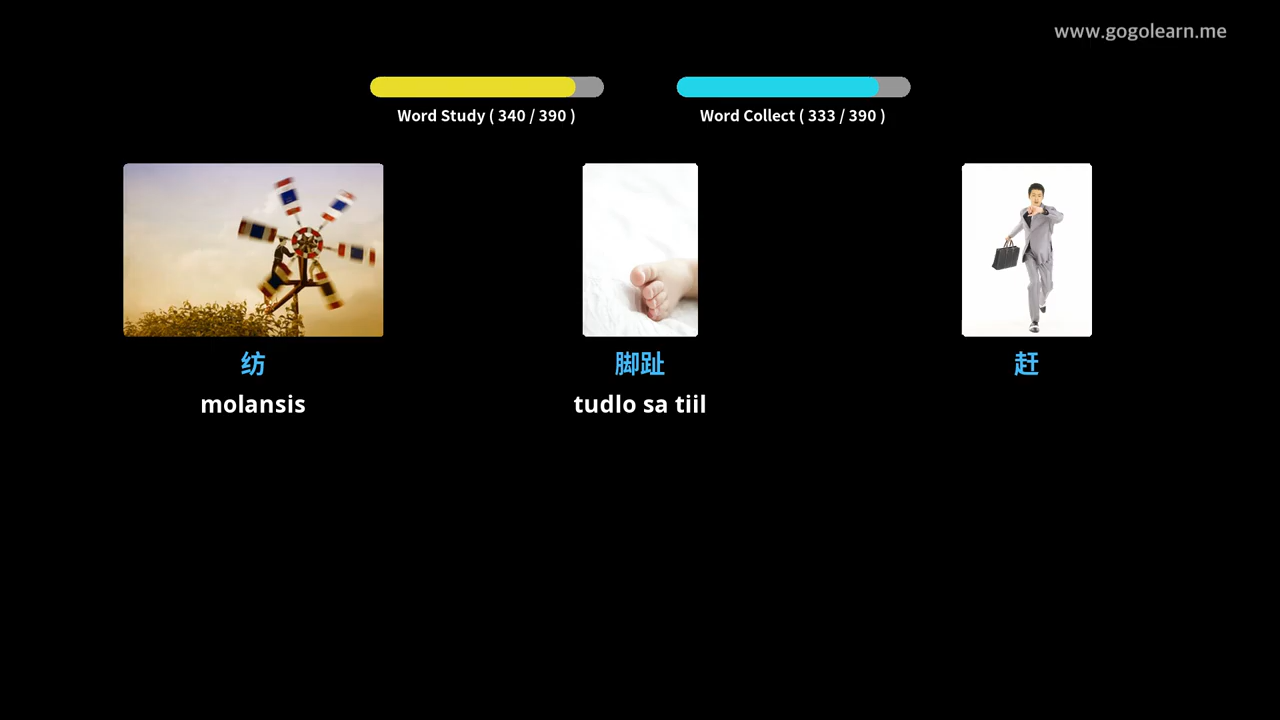 www.gogolearn.me
Word Study ( 340 / 390 )
Word Collect ( 333 / 390 )
纺
脚趾
赶
molansis
tudlo sa tiil